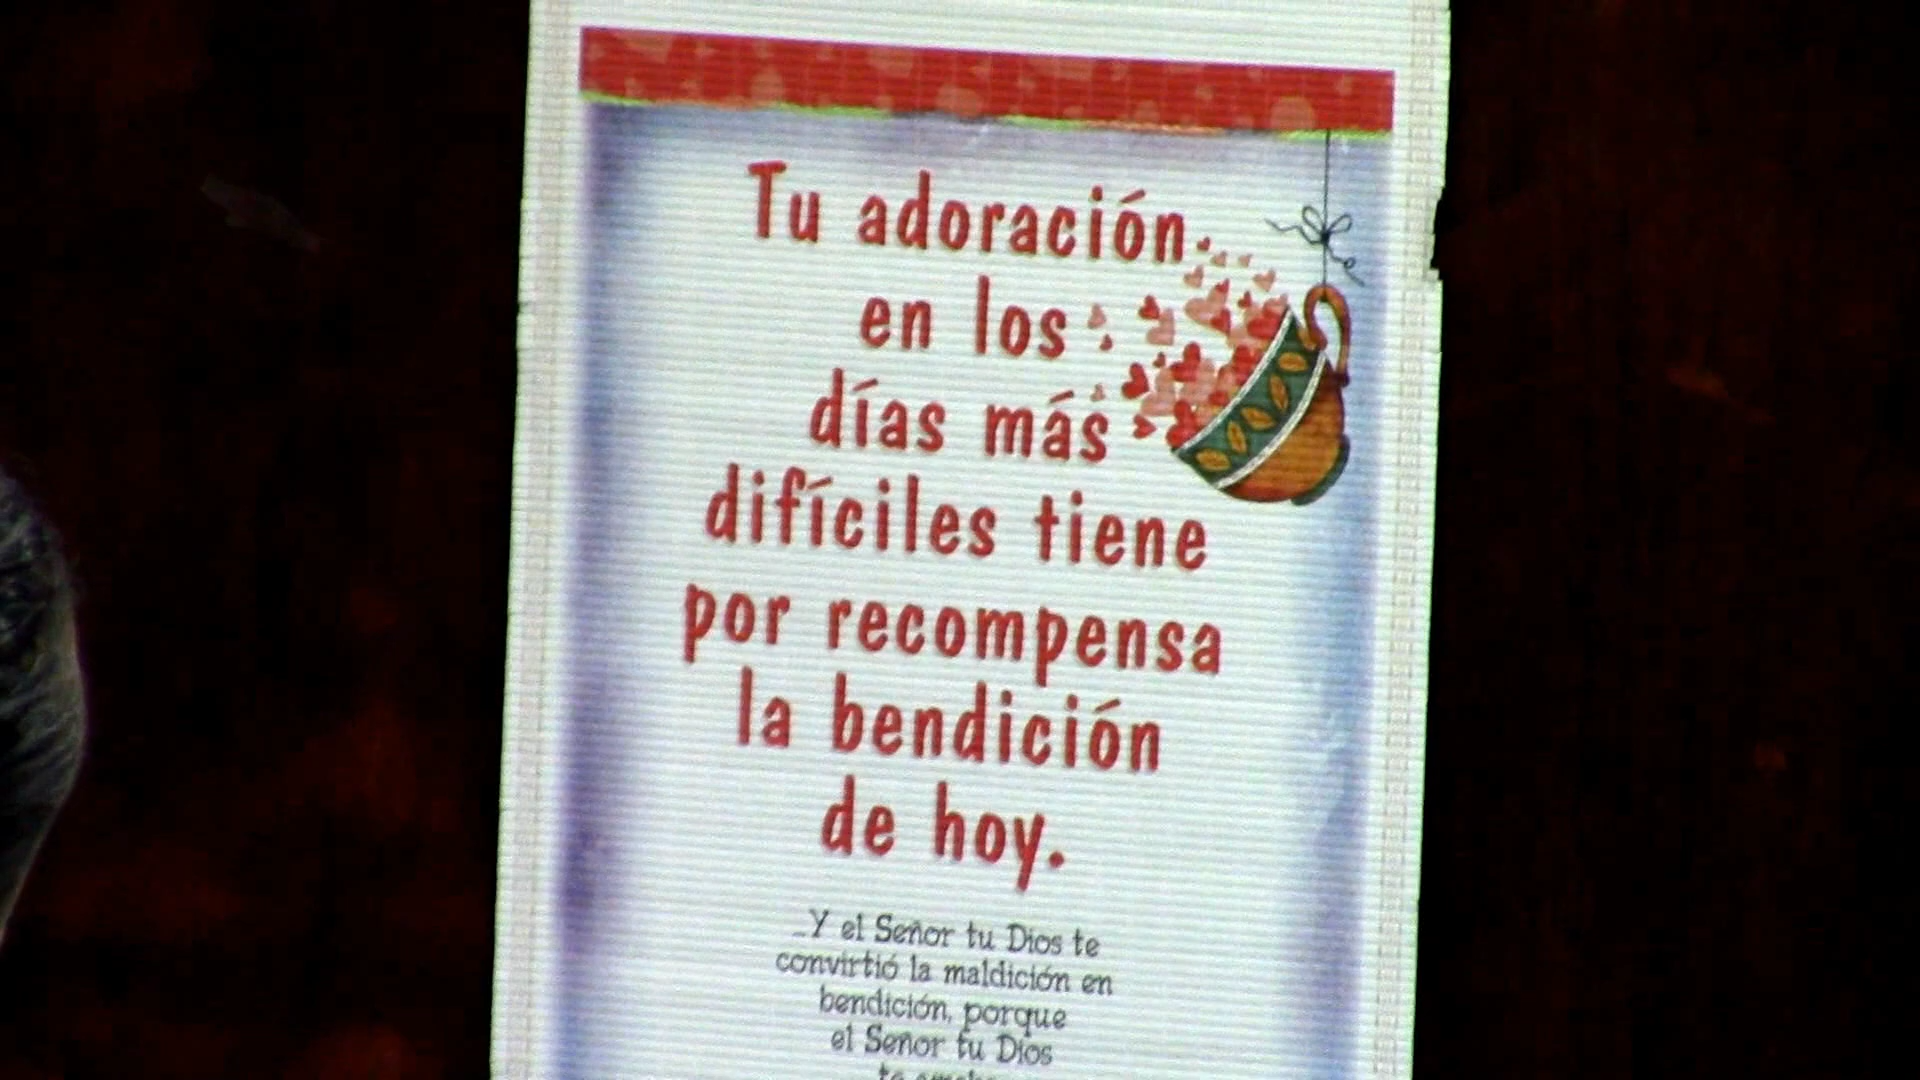 Tu adoración
en los
días más
difíciles tiene
por recompensa
la bendición
de hoy.
...Y el Señor tu Dios te
convirtió la maldición en
bendición, porque
el Señor tu Dios
te